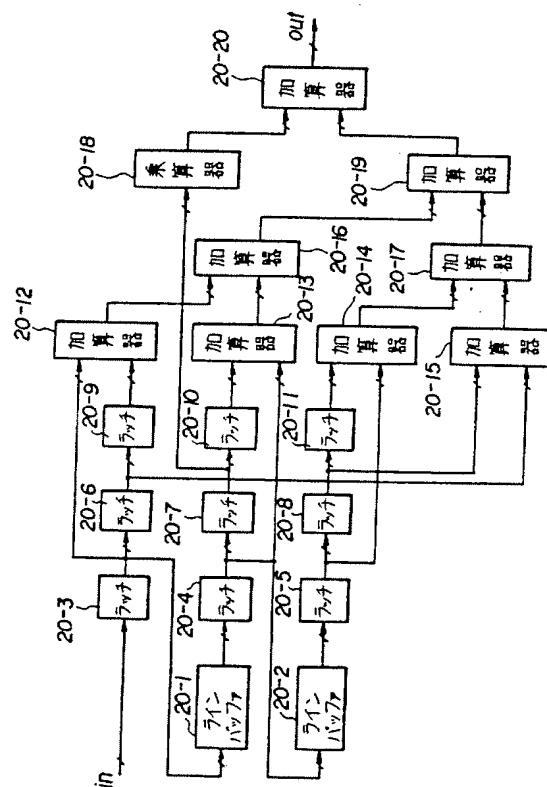 in
20-3
ラッチ
20-6
ラッチ
20-9
ラッチ
20-12
加算器
20-1
ライン
バッファ
20-4
ラッチ
20-7
ラッチ
20-10
ラッチ
20-13
加算器
20-16
加算器
20-18
乗算器
20-2
ライン
バッファ
20-5
ラッチ
20-8
ラッチ
20-11
ラッチ
20-14
加算器
20-15
加算器
20-17
加算器
20-19
加算器
20-20
加算器
out